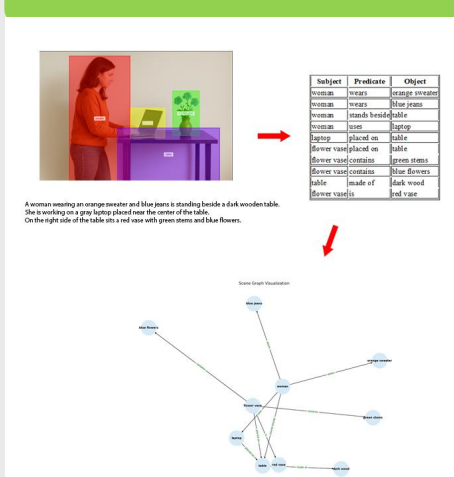 Subject Predicate Object
woman wears orange sweater
woman wears blue jeans
woman stands beside table
woman uses laptop
laptop placed on table
flower vase placed on table
flower vase contains green stems
flower vase contains blue flowers
table made of dark wood
flower vase is red vase
A woman wearing an orange sweater and blue jeans is standing beside a dark wooden table.
She is working on a gray laptop placed near the center of the table.
On the right side of the table sits a red vase with green stems and blue flowers.
Scene Graph Visualization
blue jeans
blue flowers
orange sweater
woman
flower vase
green stems
laptop
table
red vase
dark wood